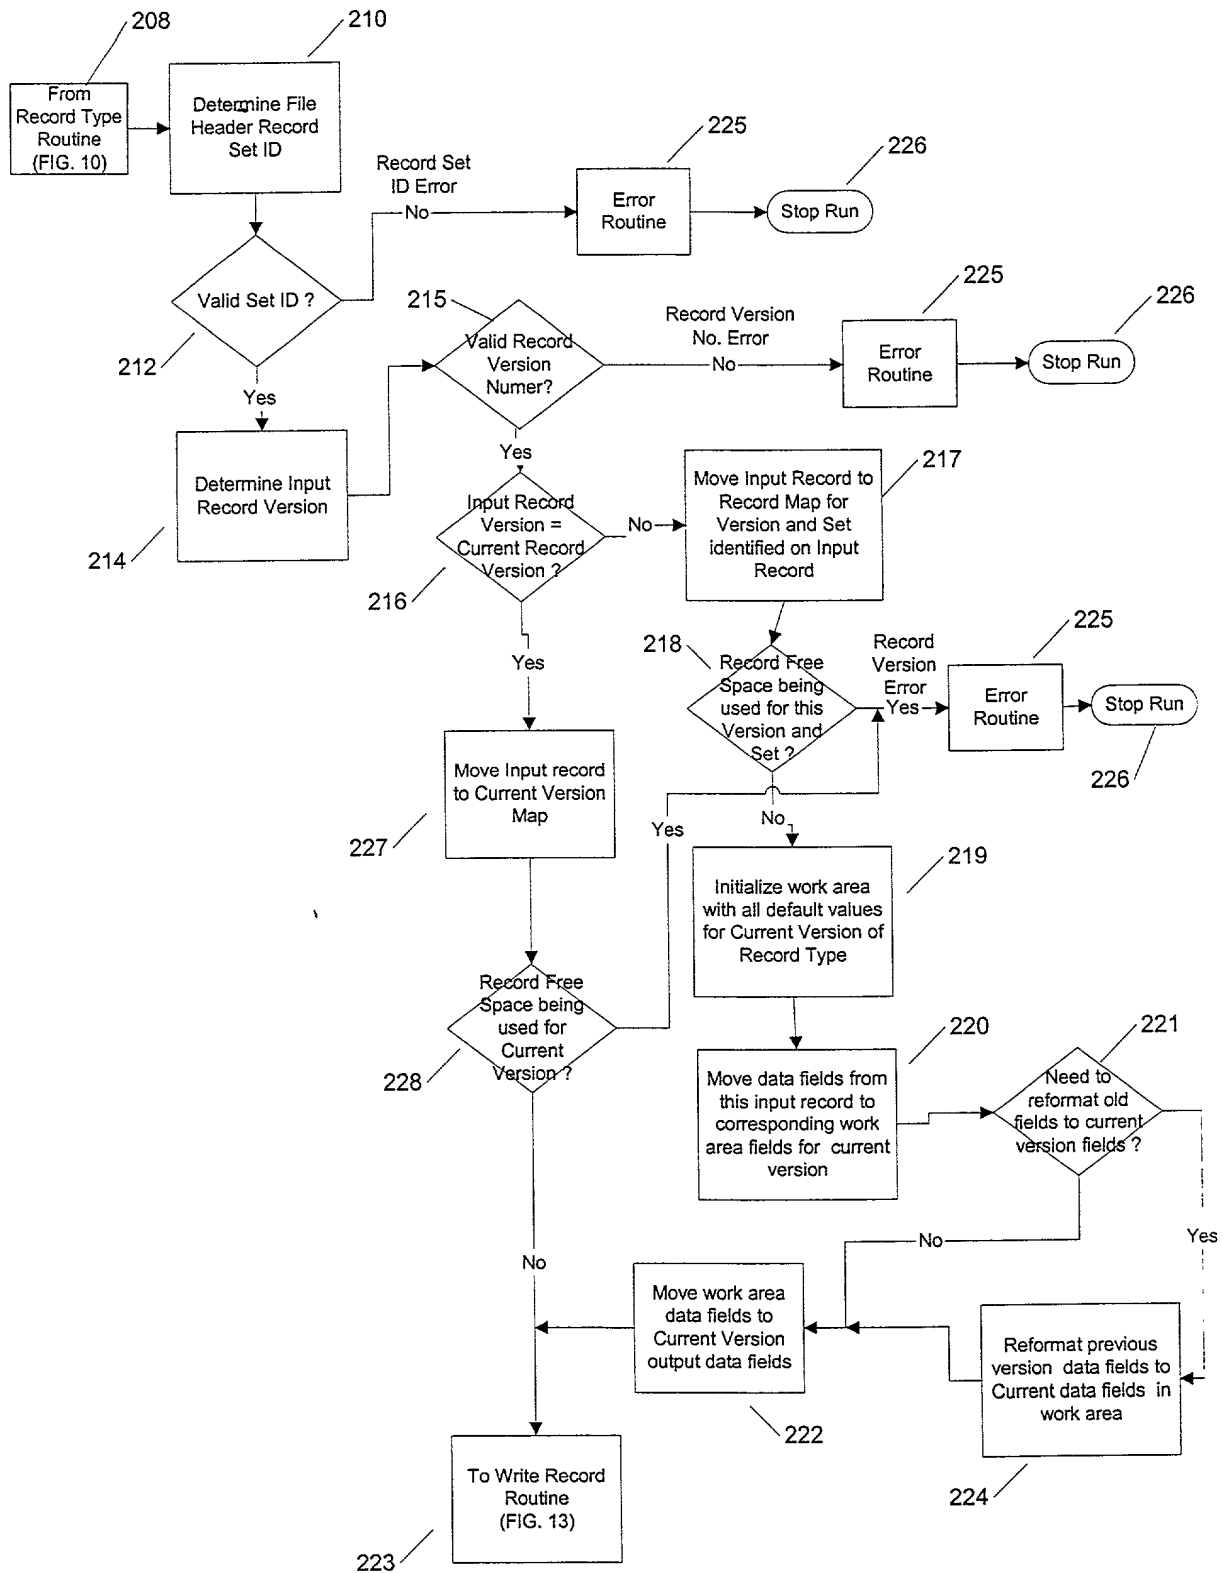 208
210
From
Record Type
Routine
(FIG. 10)
Determine File
Header Record
Set ID
Record Set
ID Error
No
225
Error
Routine
226
Stop Run
Valid Set ID ?
212
Yes
215
Valid Record
Version
Numer?
Record Version
No. Error
No
225
Error
Routine
226
Stop Run
Determine Input
Record Version
214
Yes
Input Record
Version =
Current Record
Version ?
216
No
217
Move Input Record to
Record Map for
Version and Set
identified on Input
Record
Yes
218
Record Free
Space being
used for this
Version and
Set ?
Record
Version
Error
Yes
225
Error
Routine
Stop Run
226
Move Input record
to Current Version
Map
227
Yes
No
219
Initialize work area
with all default values
for Current Version of
Record Type
Record Free
Space being
used for
Current
Version ?
228
220
Move data fields from
this input record to
corresponding work
area fields for current
version
221
Need to
reformat old
fields to current
version fields ?
Yes
No
No
Move work area
data fields to
Current Version
output data fields
222
Reformat previous
version data fields to
Current data fields in
work area
224
To Write Record
Routine
(FIG. 13)
223